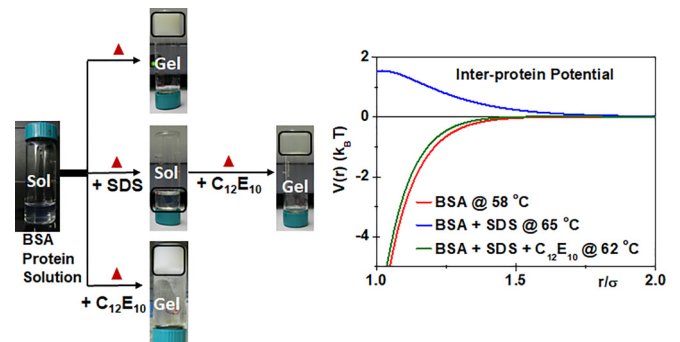 Gel
Sol
BSA
Protein
Solution
+ SDS
Sol
+ C₁₂E₁₀
Gel
+ C₁₂E₁₀
Gel
Inter-protein Potential
V(r) (k_BT)
2
0
-2
-4
BSA @ 58 °C
BSA + SDS @ 65 °C
BSA + SDS + C₁₂E₁₀ @ 62 °C
1.0
1.5
r/σ
2.0